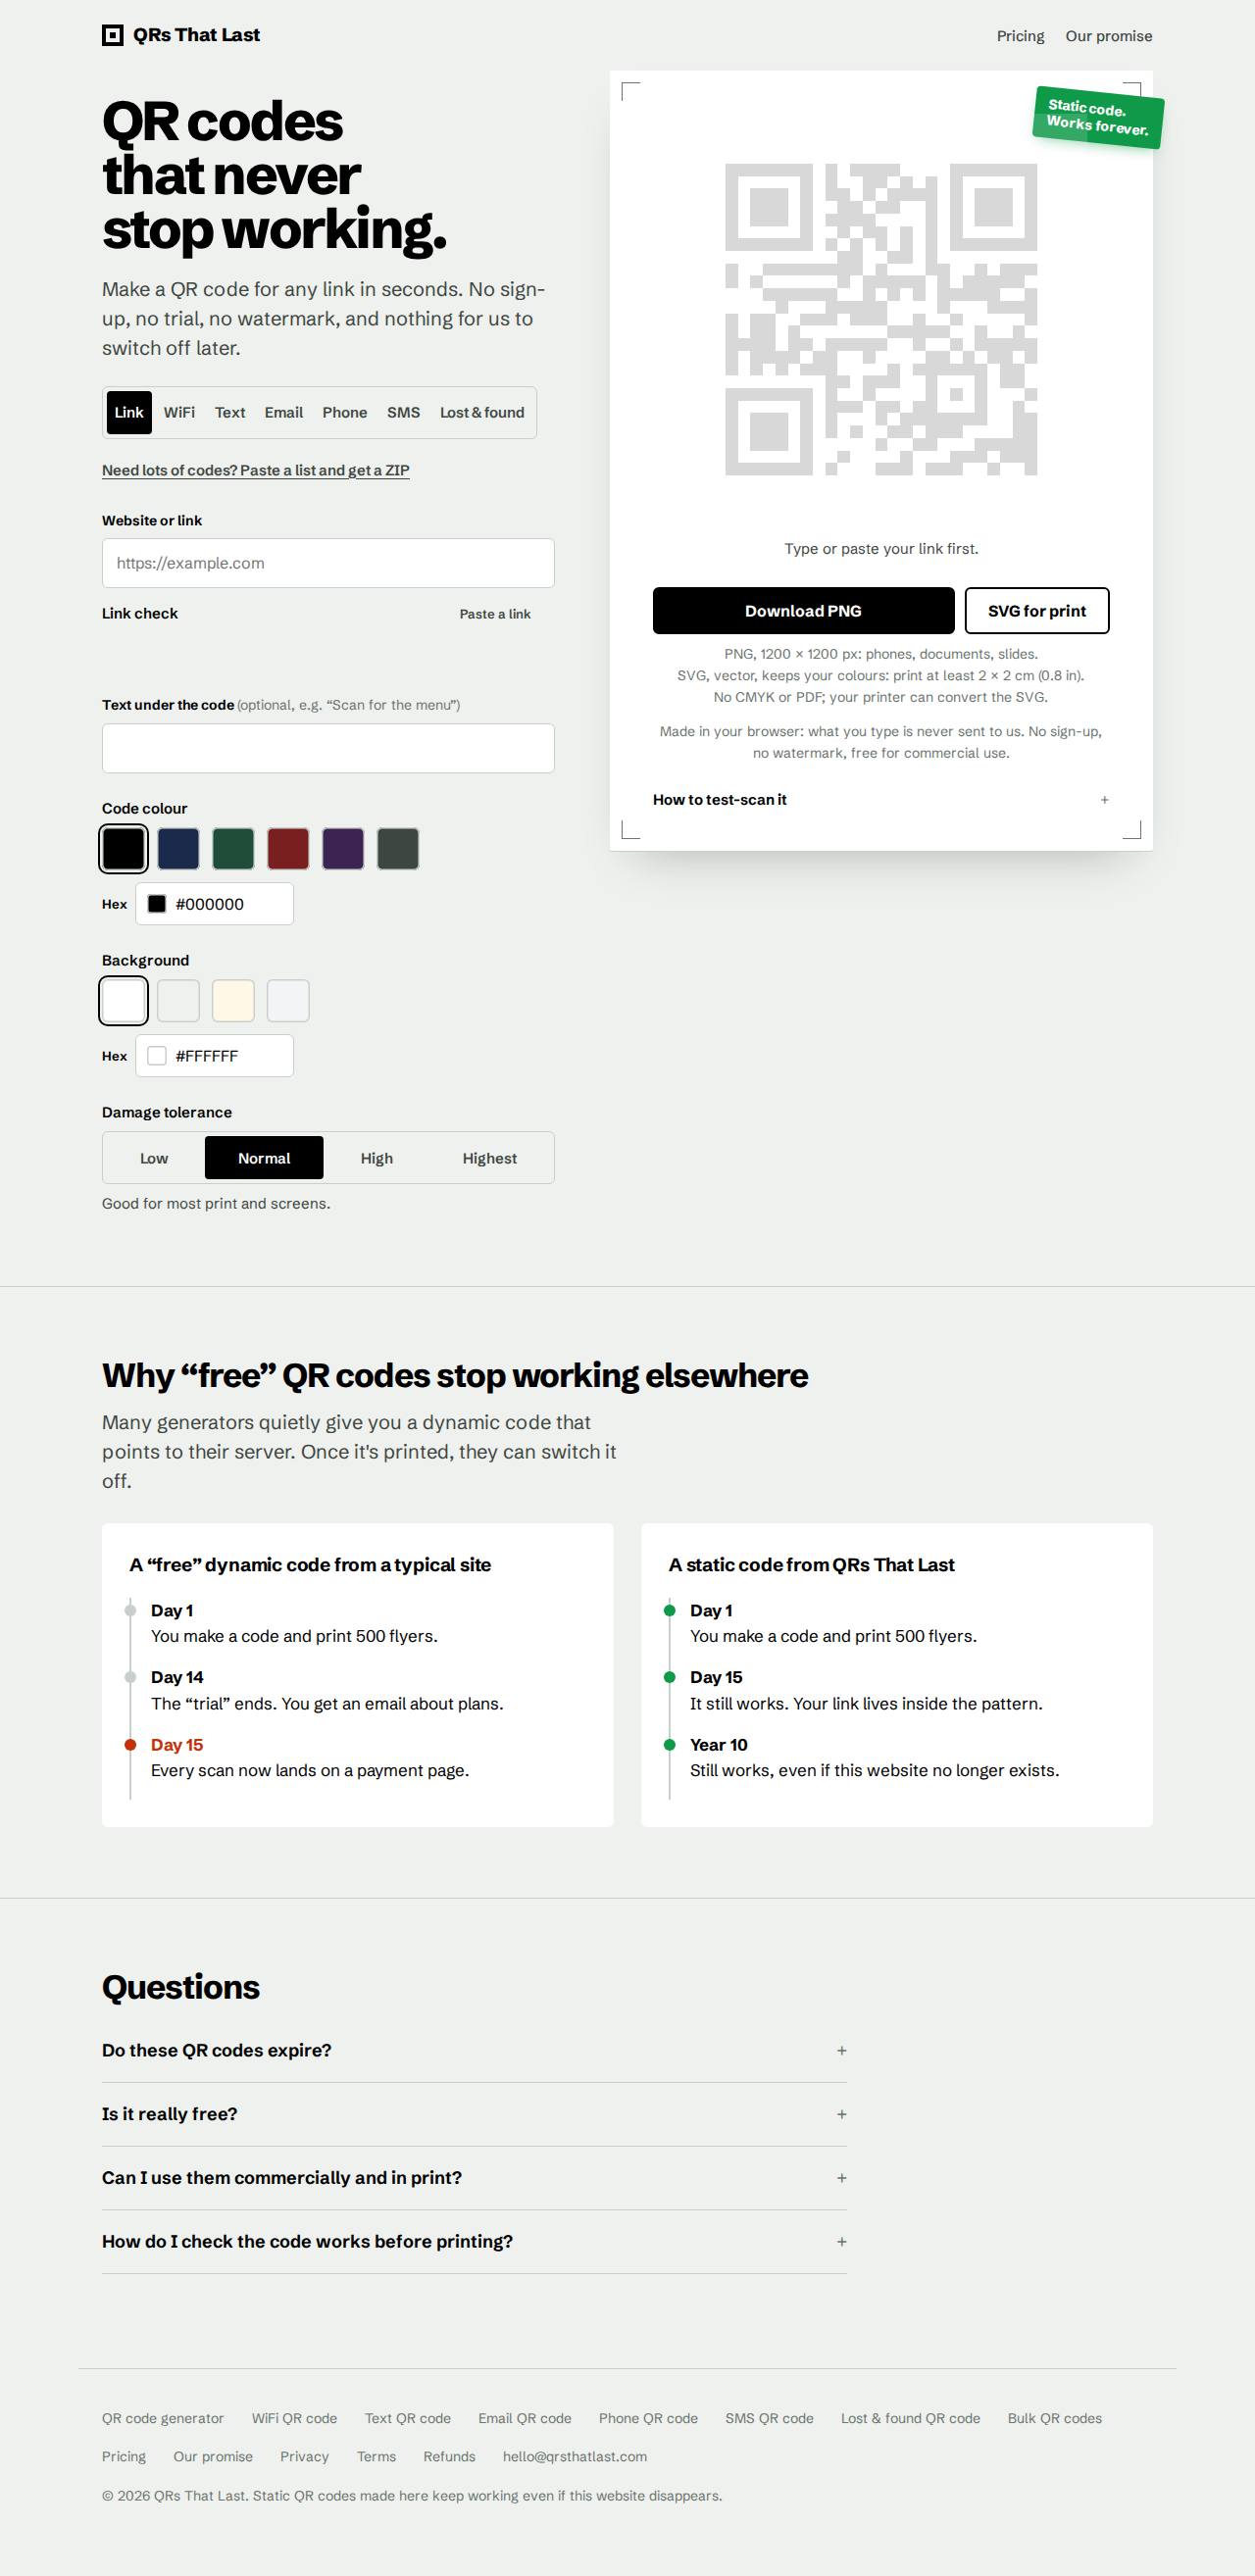 QRs That Last
Pricing
Our promise
QR codes
that never
stop working.
Make a QR code for any link in seconds. No sign-
up, no trial, no watermark, and nothing for us to
switch off later.
Link
WiFi
Text
Email
Phone
SMS
Lost & found
Need lots of codes? Paste a list and get a ZIP
Website or link
https://example.com
Link check
Paste a link
Text under the code (optional, e.g. “Scan for the menu”)
Code colour
Hex
#000000
Background
Hex
#FFFFFF
Damage tolerance
Low
Normal
High
Highest
Good for most print and screens.
Static code.
Works forever.
Type or paste your link first.
Download PNG
SVG for print
PNG, 1200 × 1200 px: phones, documents, slides.
SVG, vector, keeps your colours: print at least 2 × 2 cm (0.8 in).
No CMYK or PDF; your printer can convert the SVG.
Made in your browser: what you type is never sent to us. No sign-up,
no watermark, free for commercial use.
How to test-scan it
+
Why “free” QR codes stop working elsewhere
Many generators quietly give you a dynamic code that
points to their server. Once it's printed, they can switch it
off.
A “free” dynamic code from a typical site
Day 1
You make a code and print 500 flyers.
Day 14
The “trial” ends. You get an email about plans.
Day 15
Every scan now lands on a payment page.
A static code from QRs That Last
Day 1
You make a code and print 500 flyers.
Day 15
It still works. Your link lives inside the pattern.
Year 10
Still works, even if this website no longer exists.
Questions
Do these QR codes expire?
+
Is it really free?
+
Can I use them commercially and in print?
+
How do I check the code works before printing?
+
QR code generator
WiFi QR code
Text QR code
Email QR code
Phone QR code
SMS QR code
Lost & found QR code
Bulk QR codes
Pricing
Our promise
Privacy
Terms
Refunds
hello@qrsthatlast.com
© 2026 QRs That Last. Static QR codes made here keep working even if this website disappears.